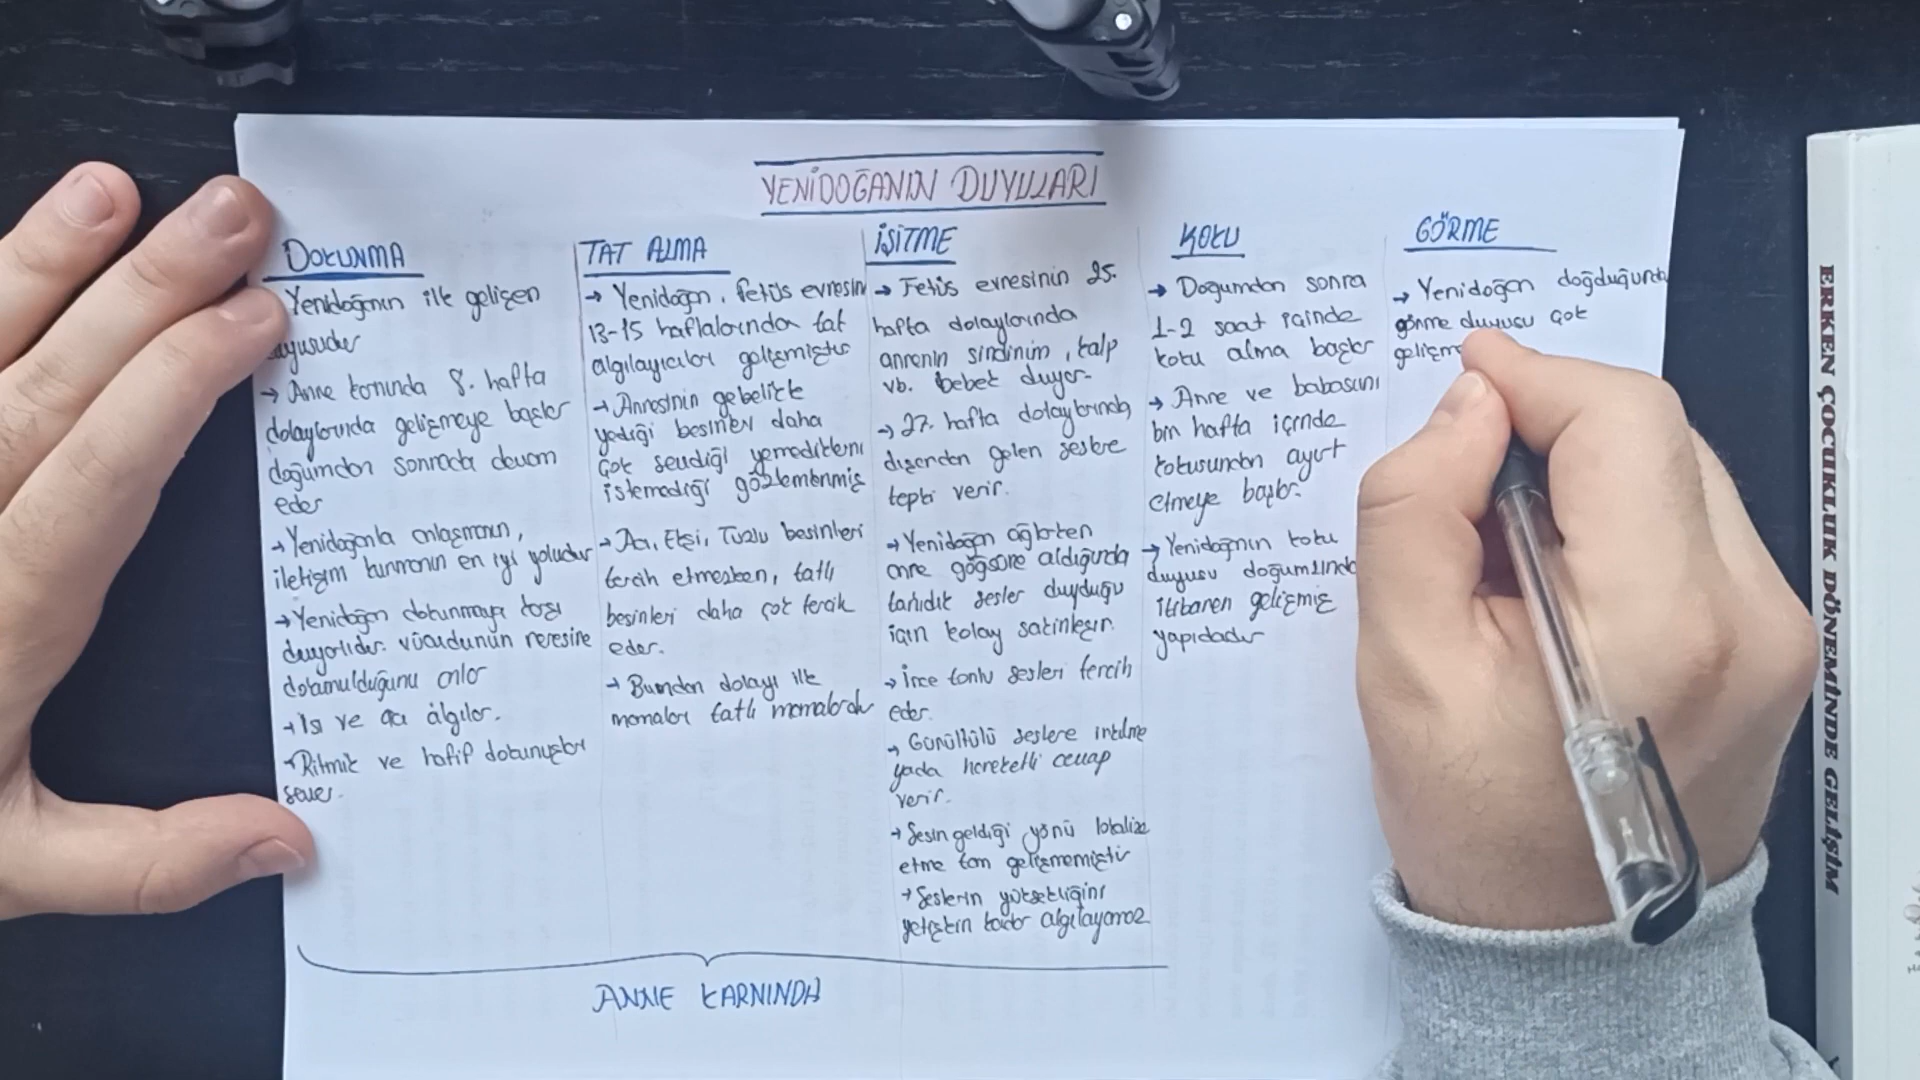 YENİDOĞANIN DUYULARI
DOKUNMA
Yenidoğanın ilk gelişen
duyusudur
→ Anne karnında 8. hafta
dolaylarında gelişmeye başlar
doğumdan sonrada devam
eder
→ Yenidoğanla anlaşmanın,
iletişim kurmanın en iyi yoludur
→ Yenidoğan dokunmaya karşı
duyarlıdır. vücudunun neresine
dokunulduğunu anlar
→ Isı ve acı algılar.
→ Ritmik ve hafif dokunuşları
sever.
TAT ALMA
→ Yenidoğan, fetüs evresin
13-15 haftalarında tat
algılayıcıları gelişmiştir
→ Annesinin gebelikte
yediği besinleri daha
çok sevdiği yemediklerini
istemediği gözlemlenmiş
→ Acı, Ekşi, Tuzlu besinleri
tercih etmezken, tatlı
besinleri daha çok tercih
eder.
→ Bundan dolayı ilk
mamaları tatlı mamalardır
İŞİTME
→ Fetüs evresinin 25.
hafta dolaylarında
annenin sindirim, kalp
vb. bebek duyar.
→ 27. hafta dolaylarında,
dışarıdan gelen seslere
tepki verir.
→ Yenidoğan ağlarken
anne göğsüne aldığında
tanıdık sesler duyduğu
için kolay sakinleşir.
→ İnce tonlu sesleri tercih
eder.
→ Gürültülü seslere irkilme
yada hareketli cevap
verir.
→ Sesin geldiği yönü lokalize
etme tam gelişmemiştir
→ Seslerin yüksekliğini
yetişkin kadar algılayamaz
KOKU
→ Doğumdan sonra
1-2 saat içinde
koku alma başlar
→ Anne ve babasını
bir hafta içinde
kokusundan ayırt
etmeye başlar.
→ Yenidoğanın koku
duyusu doğumunda
itibaren gelişmiş
yapıdadır
GÖRME
→ Yenidoğan doğduğunda
görme duyusu çok
gelişm
ANNE KARNINDA
ERKEN ÇOCUKLUK DÖNEMİNDE GELİŞİM